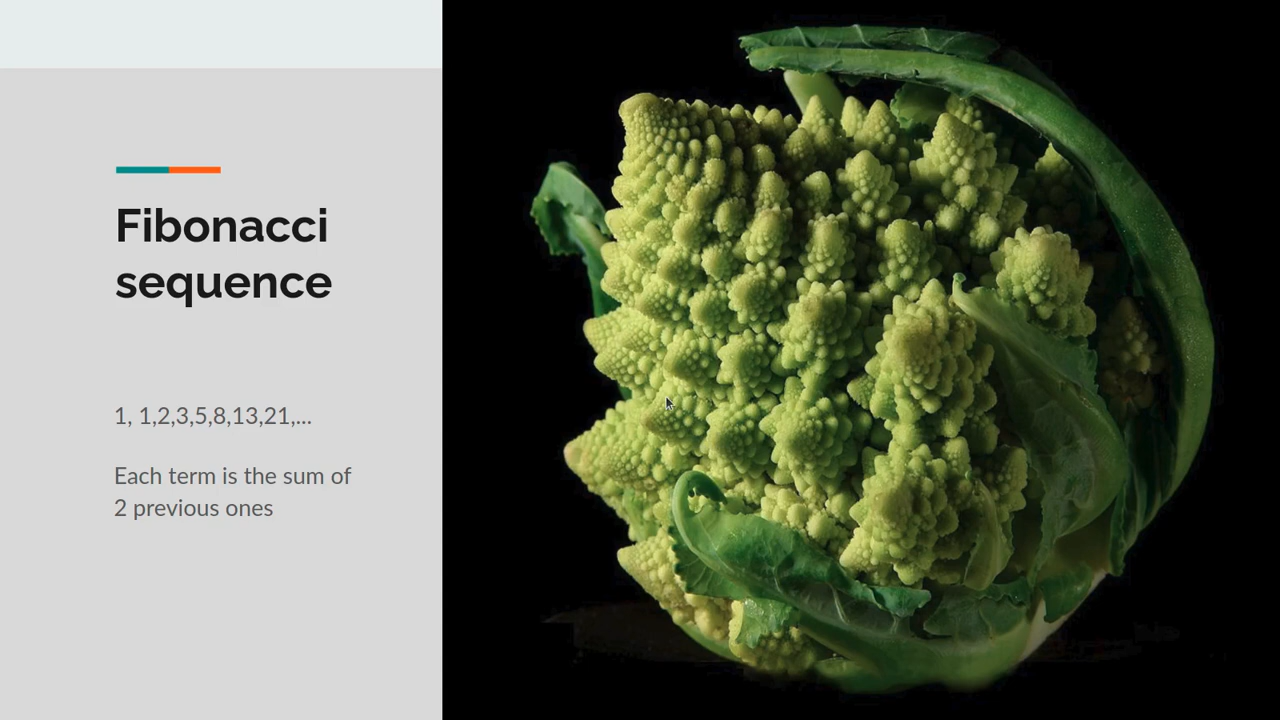 Fibonacci
sequence
1, 1,2,3,5,8,13,21,...
Each term is the sum of
2 previous ones